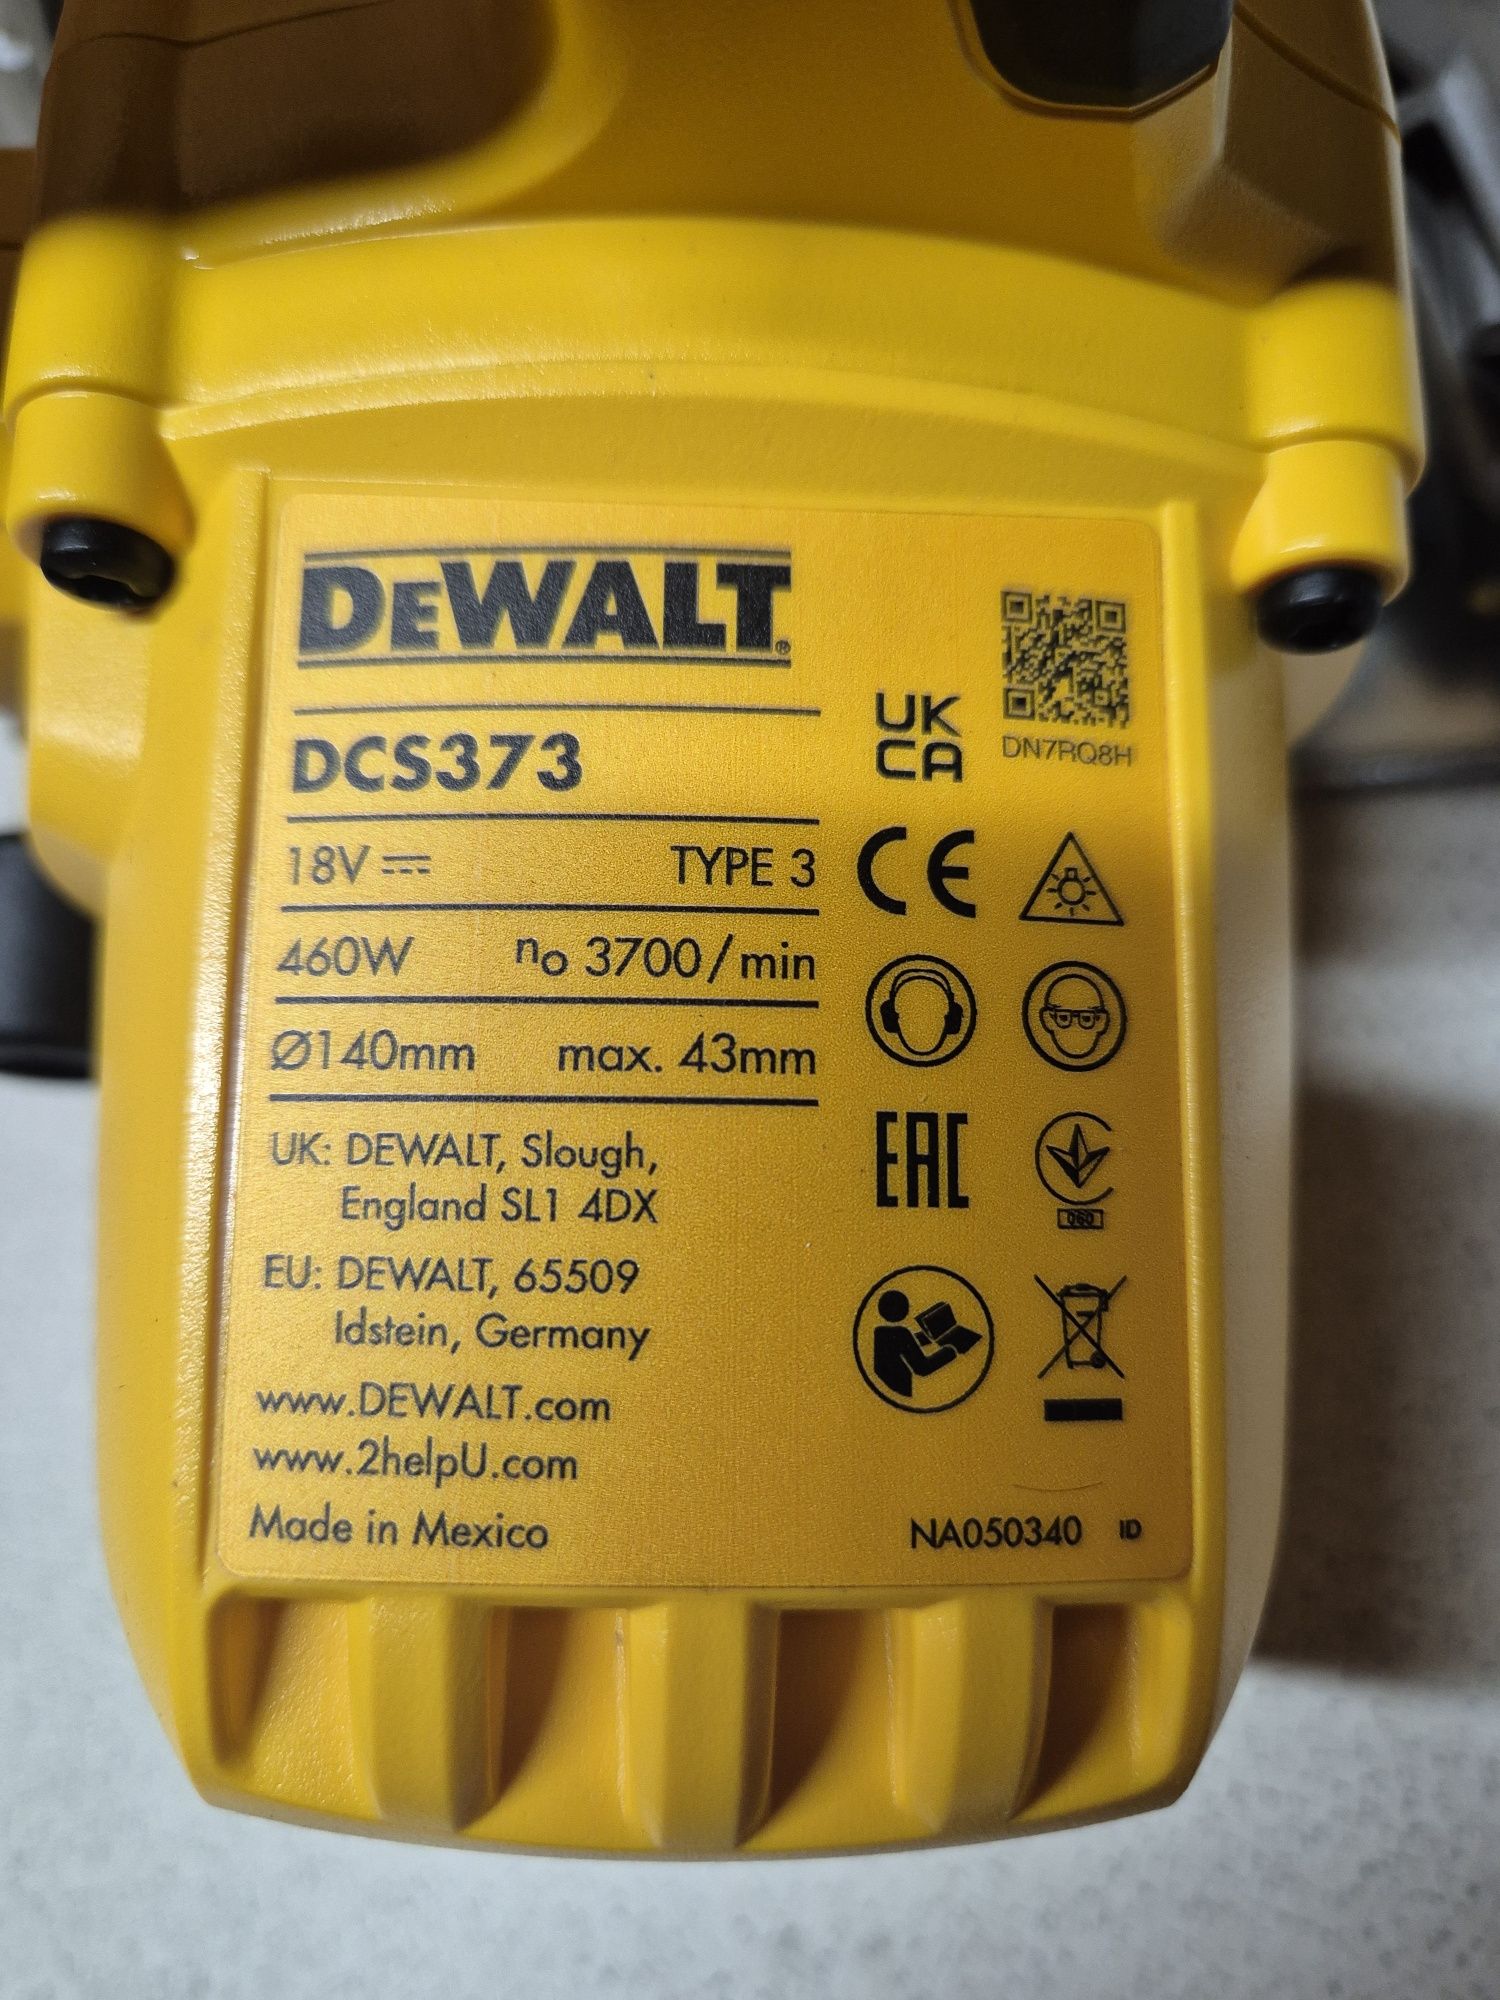 DEWALT®
DCS373
18V TYPE 3
460W n₀ 3700/min
Ø140mm max. 43mm
UK: DEWALT, Slough,
England SL1 4DX
EU: DEWALT, 65509
Idstein, Germany
www.DEWALT.com
www.2helpU.com
Made in Mexico
DN7RQ8H
UK
CA
CE
EAC
060
NA050340 ID